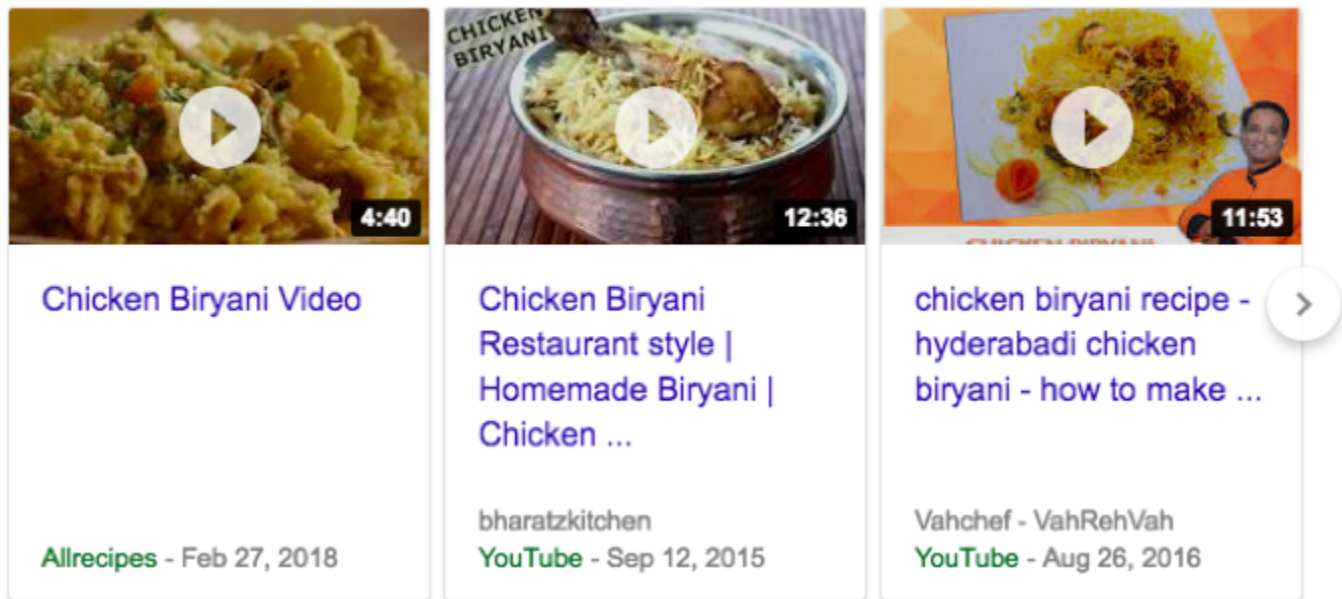 CHICKEN
BIRYANI
4:40
12:36
11:53
CHICKEN BIRYANI
Chicken Biryani Video
Allrecipes - Feb 27, 2018
Chicken Biryani
Restaurant style |
Homemade Biryani |
Chicken ...
bharatzkitchen
YouTube - Sep 12, 2015
chicken biryani recipe -
hyderabadi chicken
biryani - how to make ...
Vahchef - VahRehVah
YouTube - Aug 26, 2016